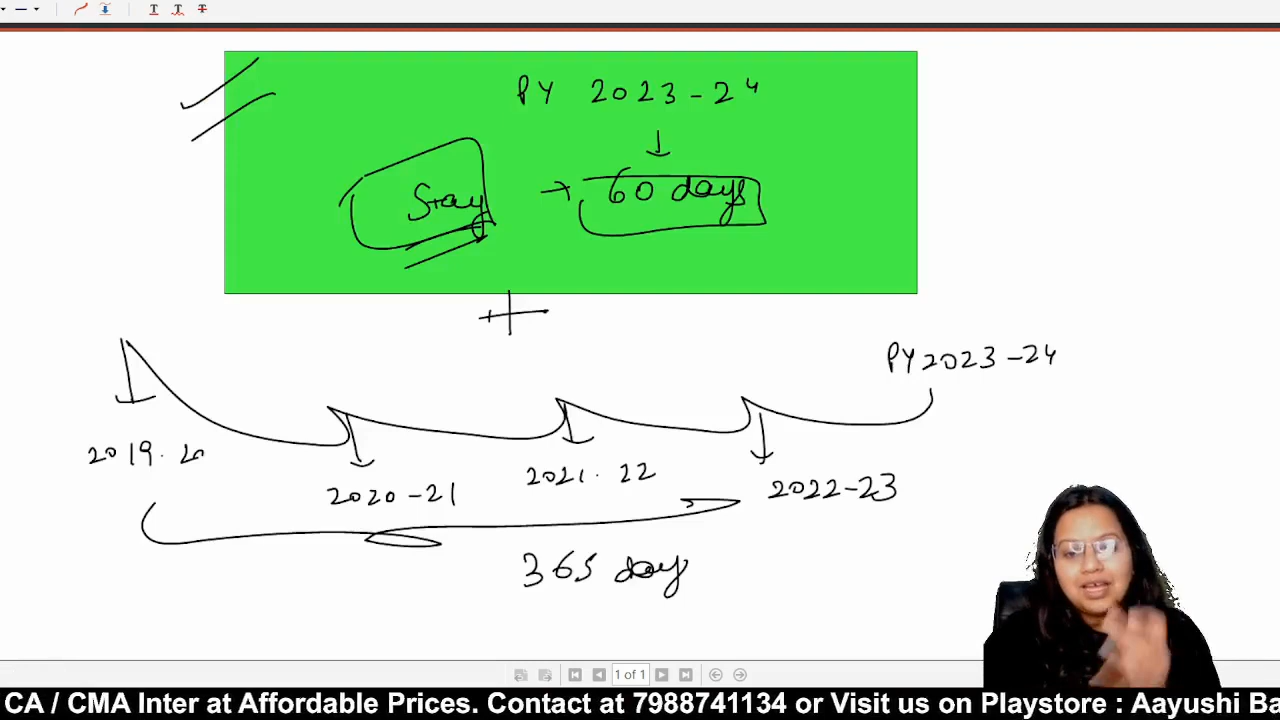 PY 2023-24
Stay → 60 days
+
PY 2023-24
2019-20
2020-21
2021-22
2022-23
365 day
1 of 1
CA / CMA Inter at Affordable Prices. Contact at 7988741134 or Visit us on Playstore : Aayushi Ba